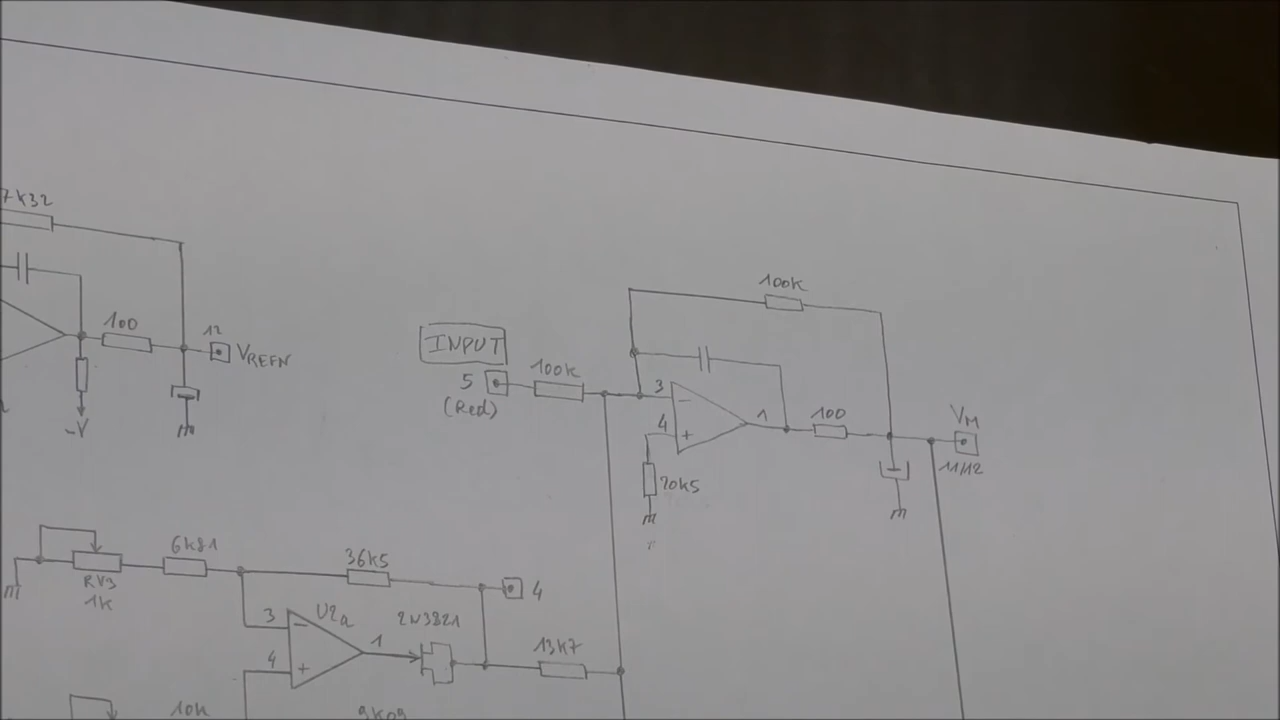 7K32
100
12
VREFN
-V
INPUT
5
(Red)
100K
100K
3
-
4
+
1
100
20K5
VM
11/12
RV3
1K
6K81
36K5
4
U2a
3
-
4
+
1
2N3821
13K7
10K
9K09